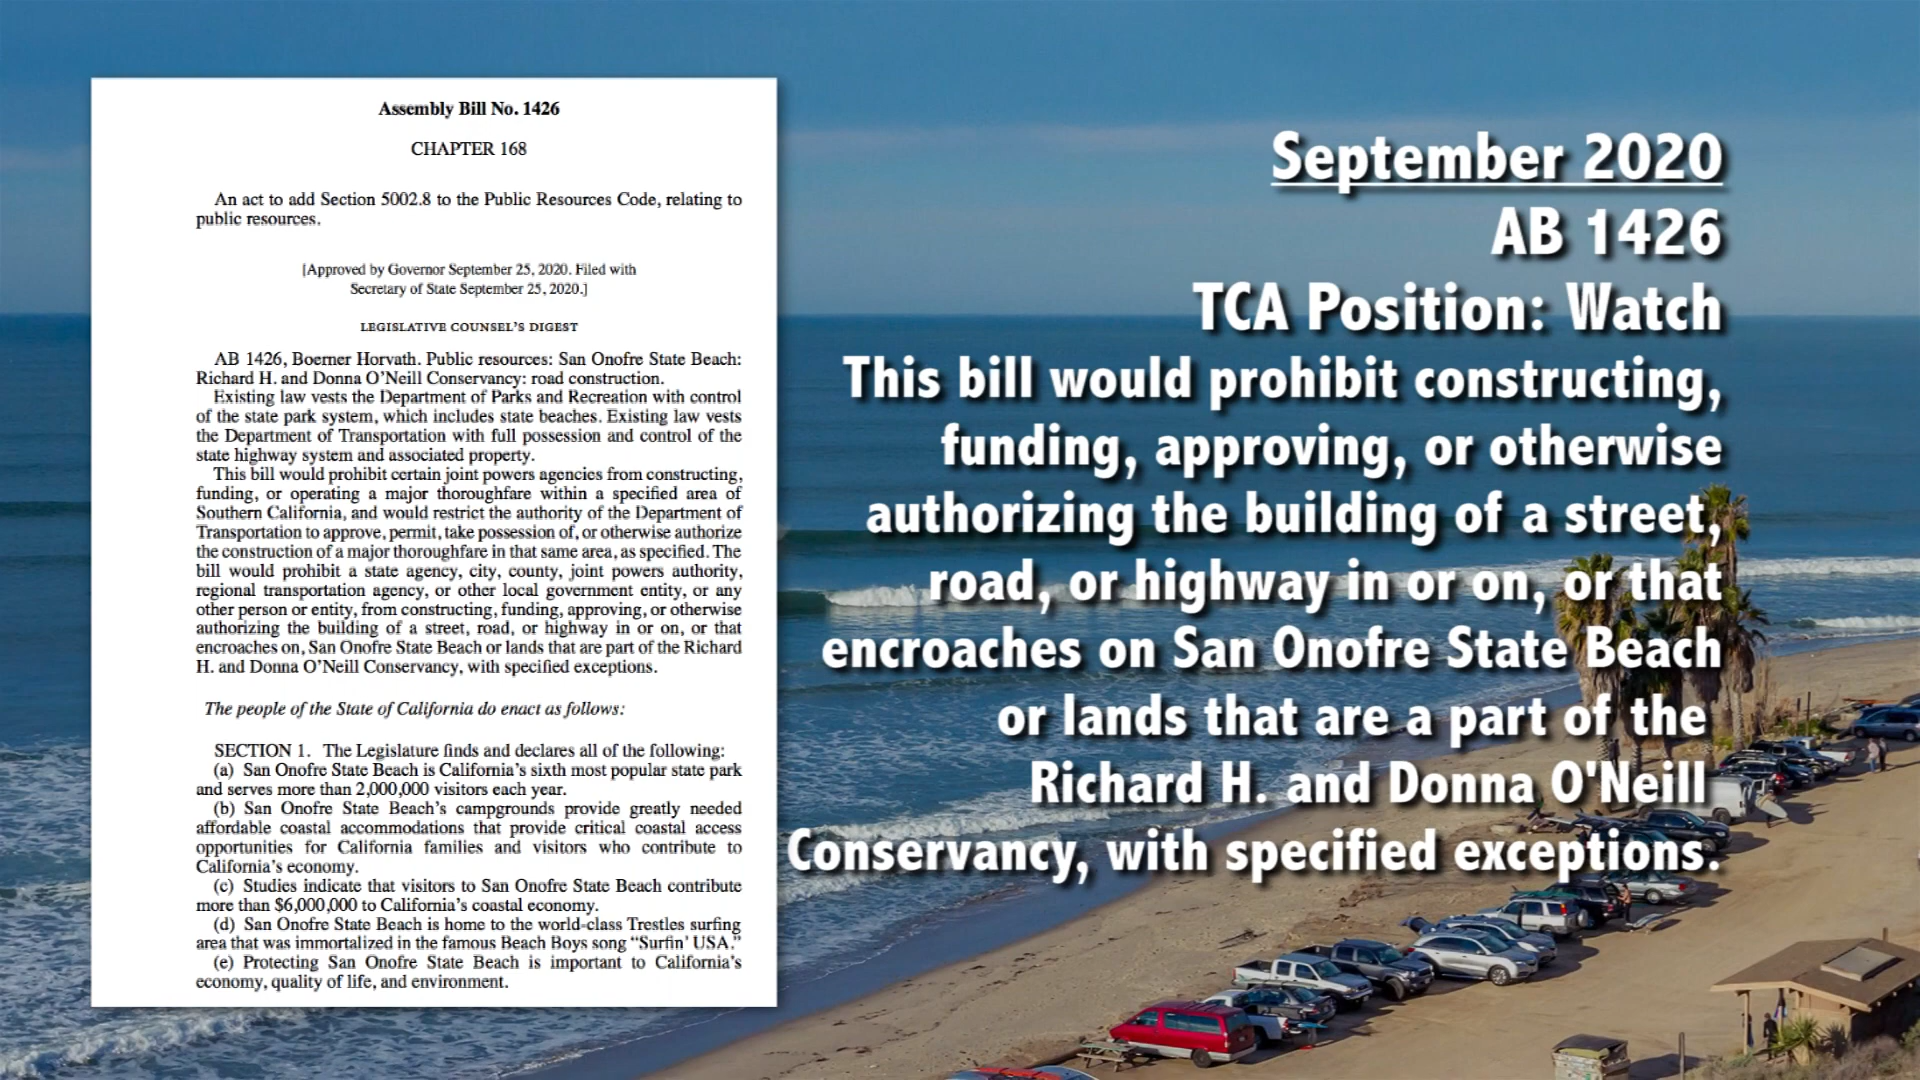 Assembly Bill No. 1426
CHAPTER 168
An act to add Section 5002.8 to the Public Resources Code, relating to
public resources.
[Approved by Governor September 25, 2020. Filed with
Secretary of State September 25, 2020.]
LEGISLATIVE COUNSEL'S DIGEST
AB 1426, Boerner Horvath. Public resources: San Onofre State Beach:
Richard H. and Donna O'Neill Conservancy: road construction.
Existing law vests the Department of Parks and Recreation with control
of the state park system, which includes state beaches. Existing law vests
the Department of Transportation with full possession and control of the
state highway system and associated property.
This bill would prohibit certain joint powers agencies from constructing,
funding, or operating a major thoroughfare within a specified area of
Southern California, and would restrict the authority of the Department of
Transportation to approve, permit, take possession of, or otherwise authorize
the construction of a major thoroughfare in that same area, as specified. The
bill would prohibit a state agency, city, county, joint powers authority,
regional transportation agency, or other local government entity, or any
other person or entity, from constructing, funding, approving, or otherwise
authorizing the building of a street, road, or highway in or on, or that
encroaches on, San Onofre State Beach or lands that are part of the Richard
H. and Donna O'Neill Conservancy, with specified exceptions.
The people of the State of California do enact as follows:
SECTION 1. The Legislature finds and declares all of the following:
(a) San Onofre State Beach is California's sixth most popular state park
and serves more than 2,000,000 visitors each year.
(b) San Onofre State Beach's campgrounds provide greatly needed
affordable coastal accommodations that provide critical coastal access
opportunities for California families and visitors who contribute to
California's economy.
(c) Studies indicate that visitors to San Onofre State Beach contribute
more than $6,000,000 to California's coastal economy.
(d) San Onofre State Beach is home to the world-class Trestles surfing
area that was immortalized in the famous Beach Boys song "Surfin' USA."
(e) Protecting San Onofre State Beach is important to California's
economy, quality of life, and environment.
September 2020
AB 1426
TCA Position: Watch
This bill would prohibit constructing,
funding, approving, or otherwise
authorizing the building of a street,
road, or highway in or on, or that
encroaches on San Onofre State Beach
or lands that are a part of the
Richard H. and Donna O'Neill
Conservancy, with specified exceptions.